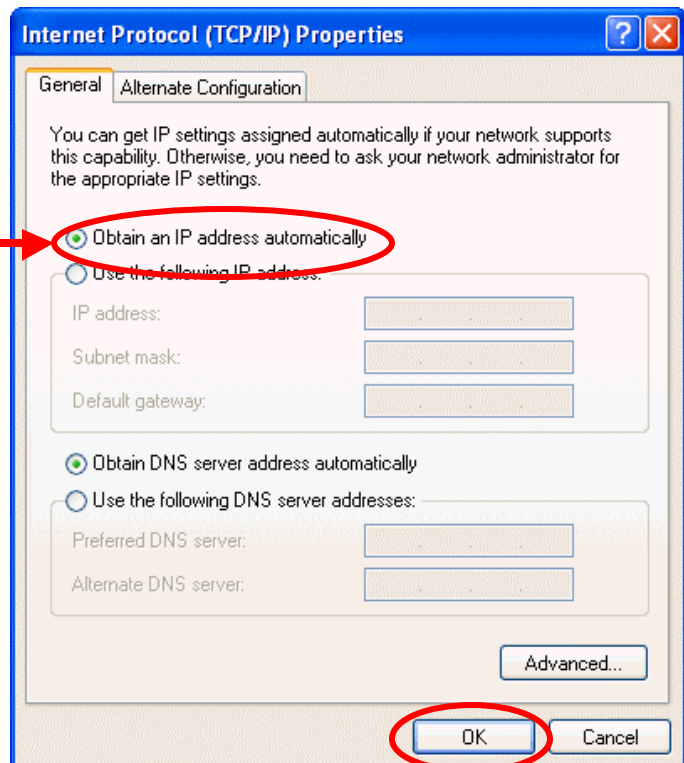 Internet Protocol (TCP/IP) Properties
General
Alternate Configuration
You can get IP settings assigned automatically if your network supports
this capability. Otherwise, you need to ask your network administrator for
the appropriate IP settings.
Obtain an IP address automatically
Use the following IP address:
IP address:
Subnet mask:
Default gateway:
Obtain DNS server address automatically
Use the following DNS server addresses:
Preferred DNS server:
Alternate DNS server:
Advanced...
OK
Cancel